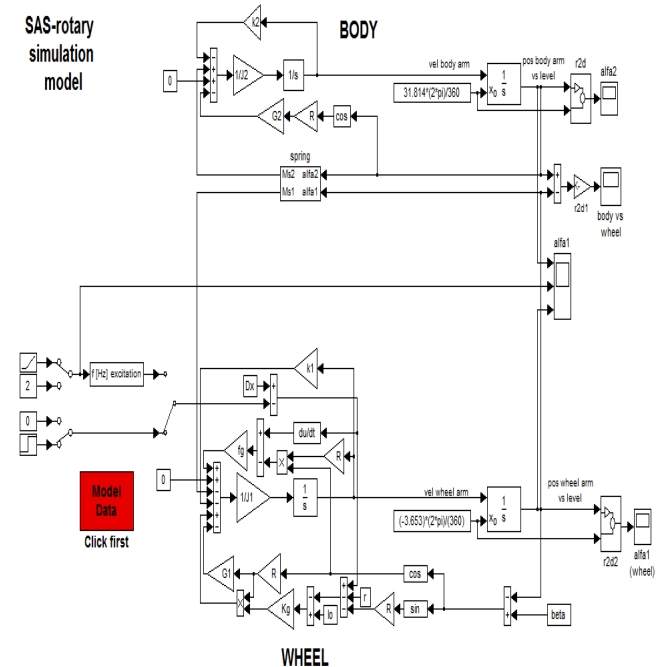 SAS-rotary
simulation
model
BODY
k2
0
1/J2
1/s
vel body arm
31.814*(2*pi)/360
1
s
xo
pos body arm
vs level
r2d
alfa2
G2
R
cos
spring
Ms2 alfa2
Ms1 alfa1
K-
r2d1
body vs
wheel
alfa1
k1
2
f [Hz] excitation
0
Dx
du/dt
fg
X
R
0
1/J1
1
s
vel wheel arm
(-3.653)*(2*pi)/(360)
1
s
xo
pos wheel arm
vs level
r2d2
alfa1
(wheel)
Model
Data
Click first
G1
R
cos
X
Kg
lo
r
R
sin
beta
WHEEL